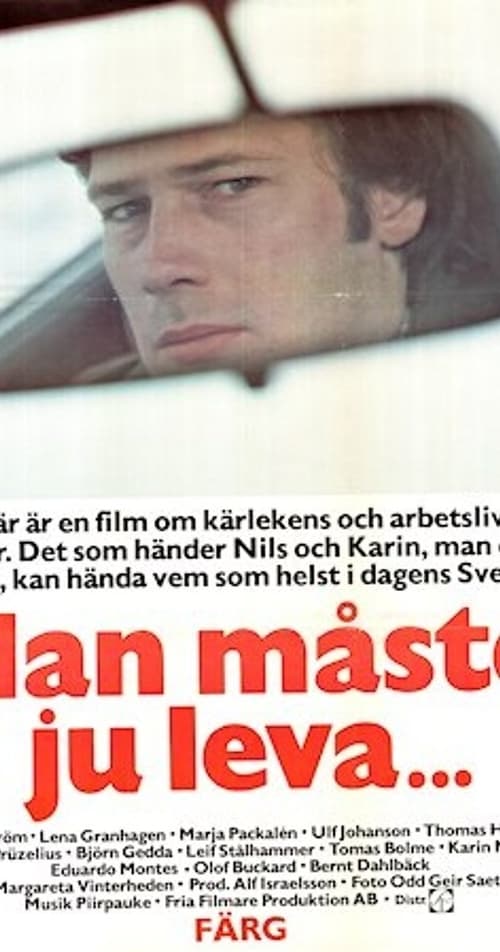 är är en film om kärlekens och arbetsliv
r. Det som händer Nils och Karin, man
, kan hända vem som helst i dagens Sve
Man måste
ju leva...
röm • Lena Granhagen • Marja Packalén • Ulf Johanson • Thomas H
rüzelius • Björn Gedda • Leif Stålhammer • Tomas Bolme • Karin
Eduardo Montes • Olof Buckard • Bernt Dahlbäck
Margareta Vinterheden • Prod. Alf Israelsson • Foto Odd Geir Saet
Musik Piirpauke • Fria Filmare Produktion AB • Distr
FÄRG